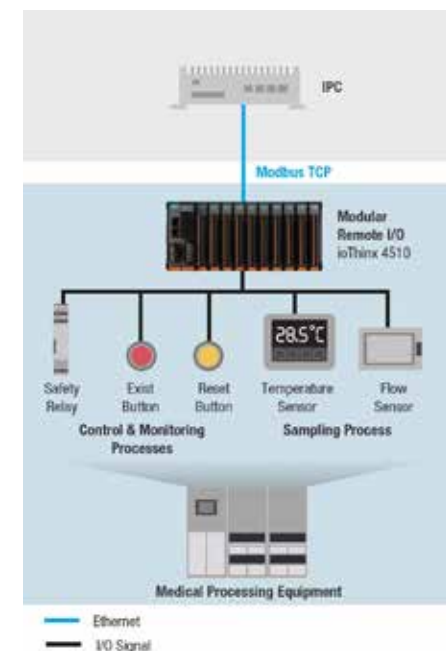 IPC
Modbus TCP
Modular
Remote I/O
ioThinx 4510
28.5°C
Safety
Relay
Exist
Button
Reset
Button
Temperature
Sensor
Flow
Sensor
Control & Monitoring
Processes
Sampling Process
Medical Processing Equipment
Ethernet
I/O Signal